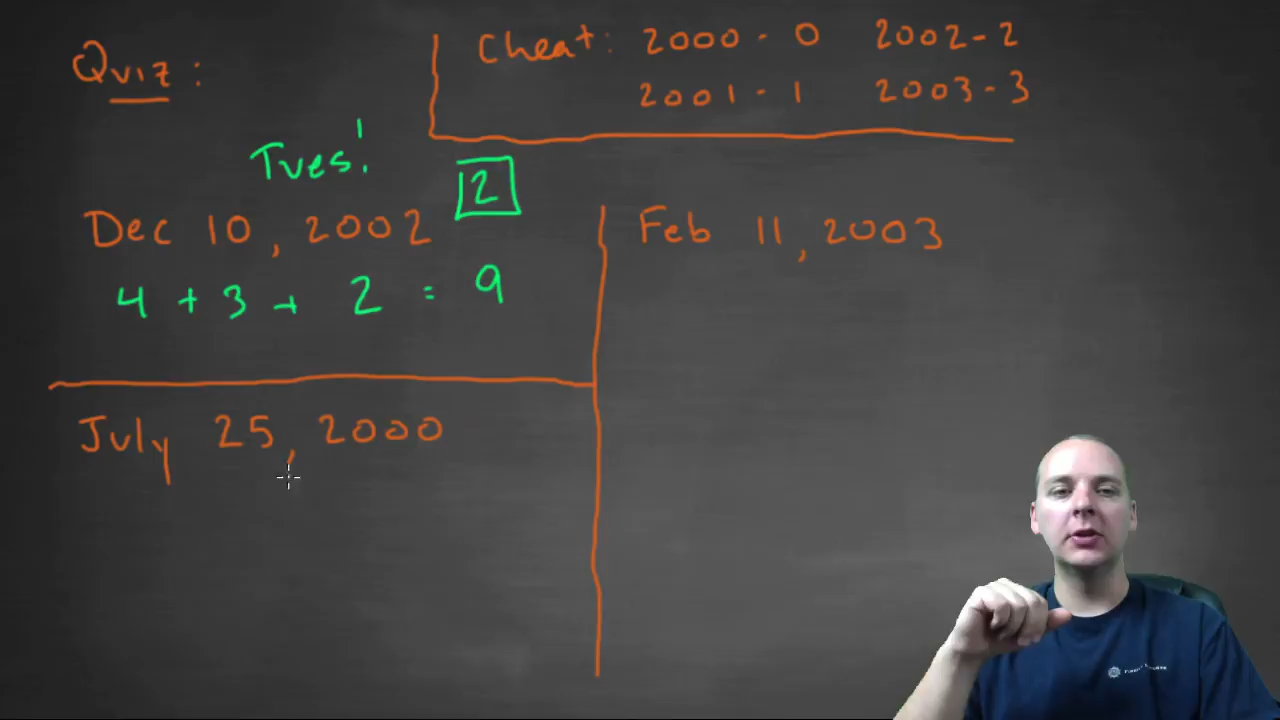 Quiz:
Cheat: 2000 - 0 2002 - 2
2001 - 1 2003 - 3
Tues!
2
Dec 10, 2002
4 + 3 + 2 = 9
Feb 11, 2003
July 25, 2000